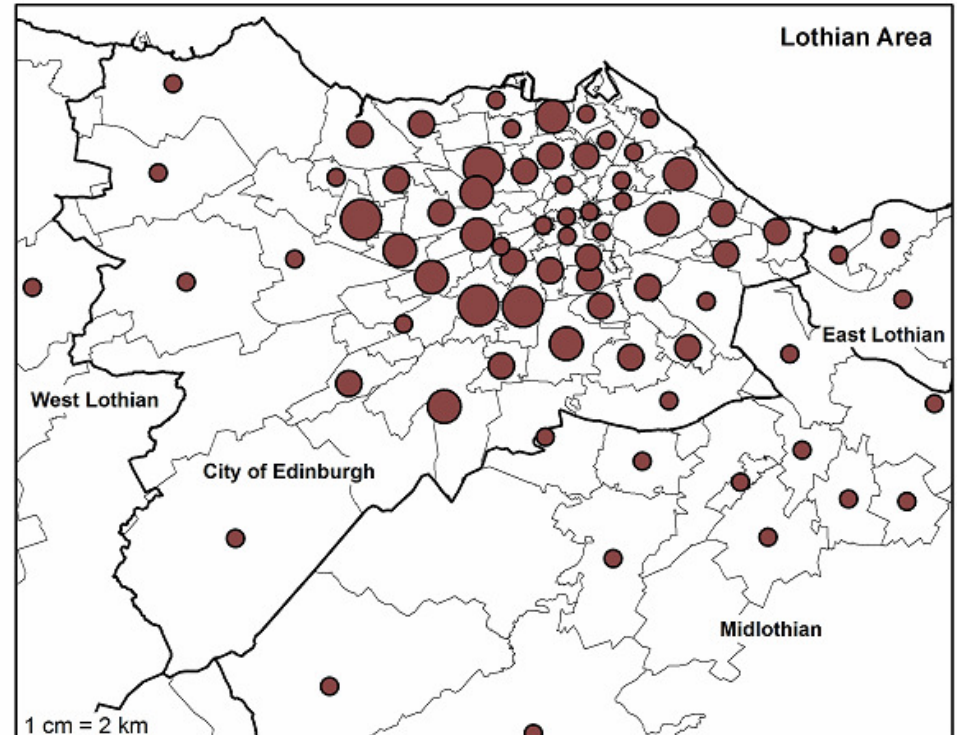 Lothian Area
East Lothian
West Lothian
City of Edinburgh
Midlothian
1 cm = 2 km